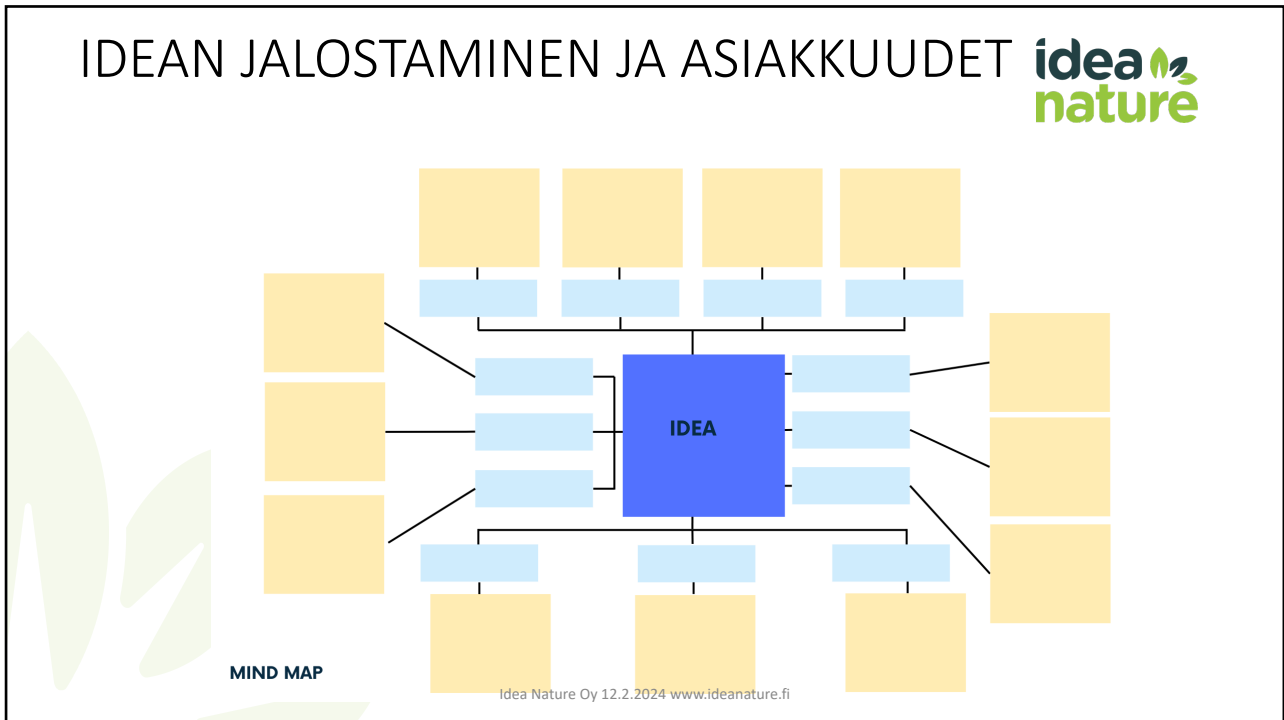 IDEAN JALOSTAMINEN JA ASIAKKUUDET
idea
nature
IDEA
MIND MAP
Idea Nature Oy 12.2.2024 www.ideanature.fi